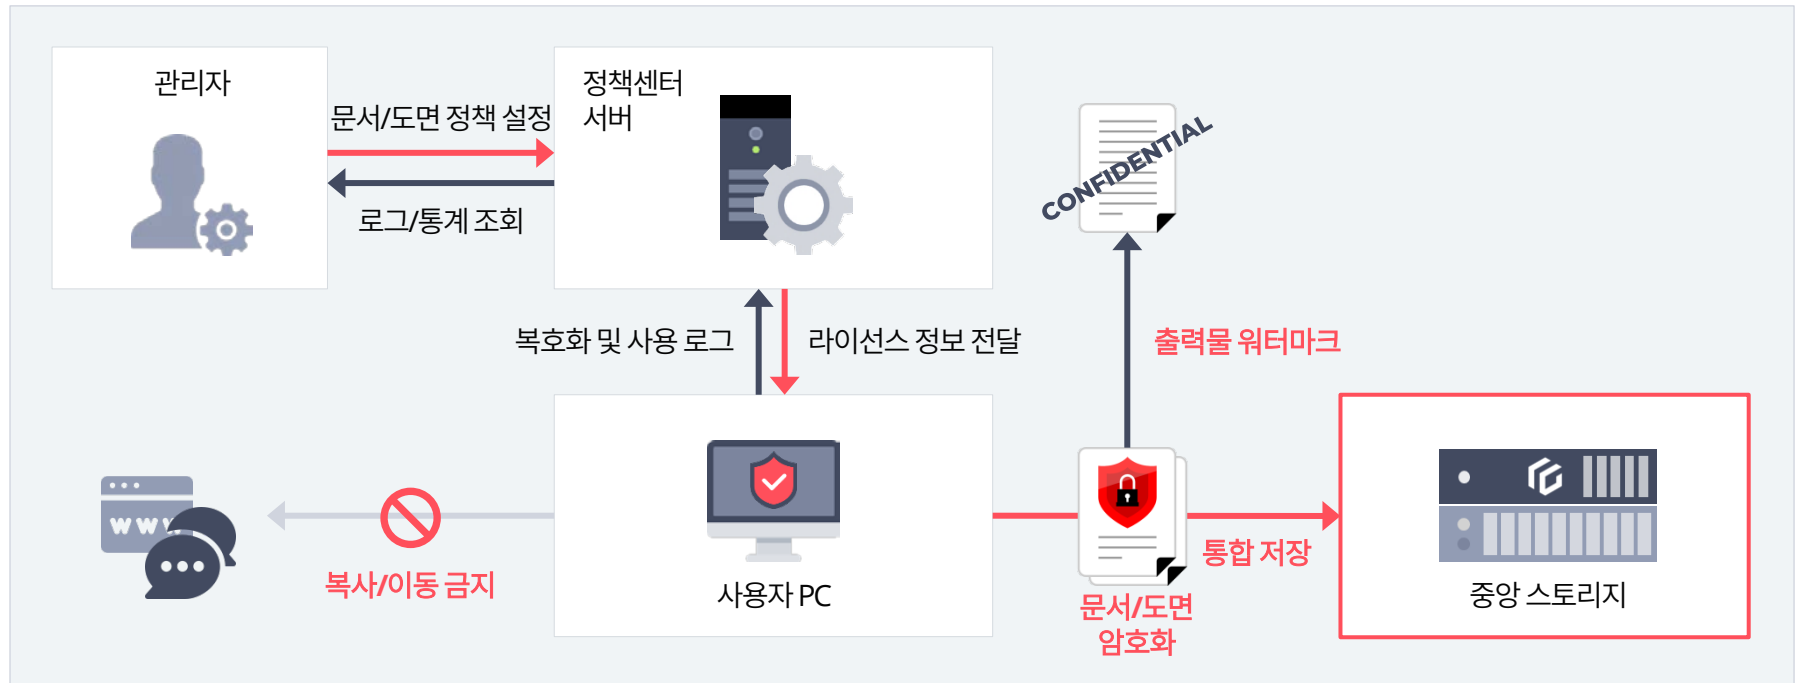 관리자
문서/도면 정책 설정
로그/통계 조회
정책센터
서버
CONFIDENTIAL
복호화 및 사용 로그
라이선스 정보 전달
출력물 워터마크
www
복사/이동 금지
사용자 PC
문서/도면
암호화
통합 저장
중앙 스토리지